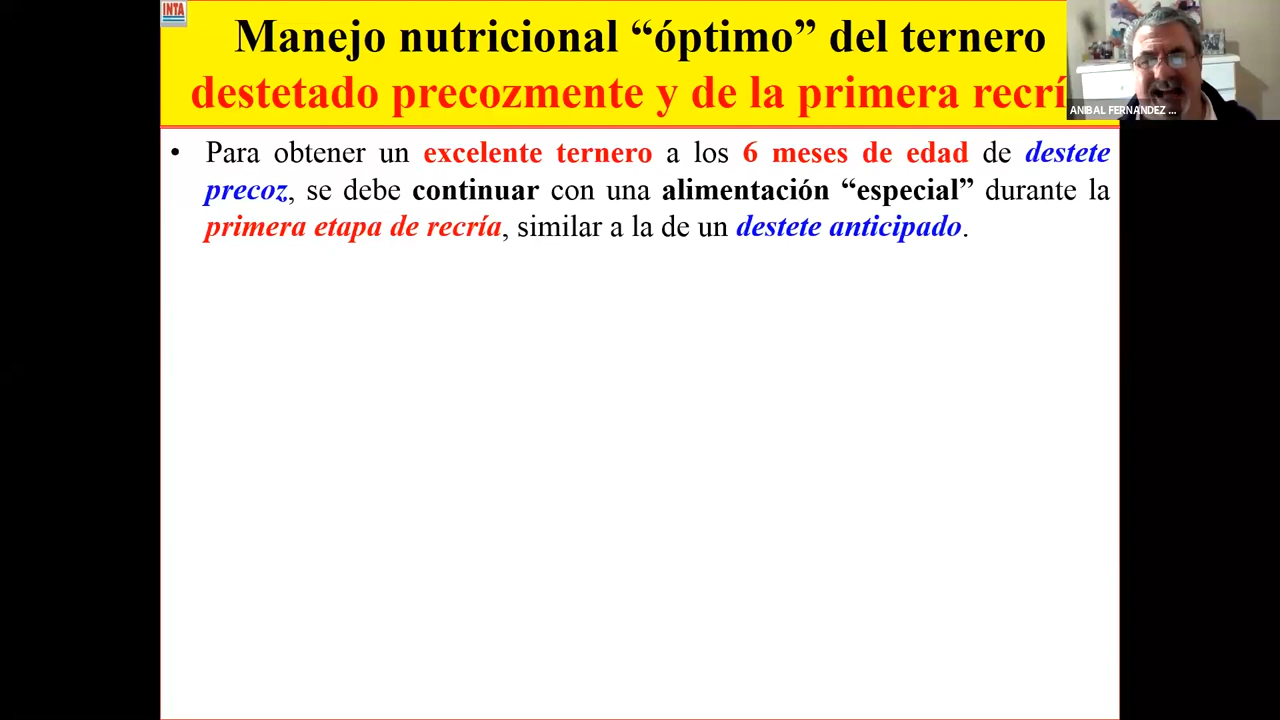 INTA
Manejo nutricional “óptimo” del ternero
destetado precozmente y de la primera recrí
ANIBAL FERNANDEZ ...
• Para obtener un excelente ternero a los 6 meses de edad de destete
precoz, se debe continuar con una alimentación “especial” durante la
primera etapa de recría, similar a la de un destete anticipado.